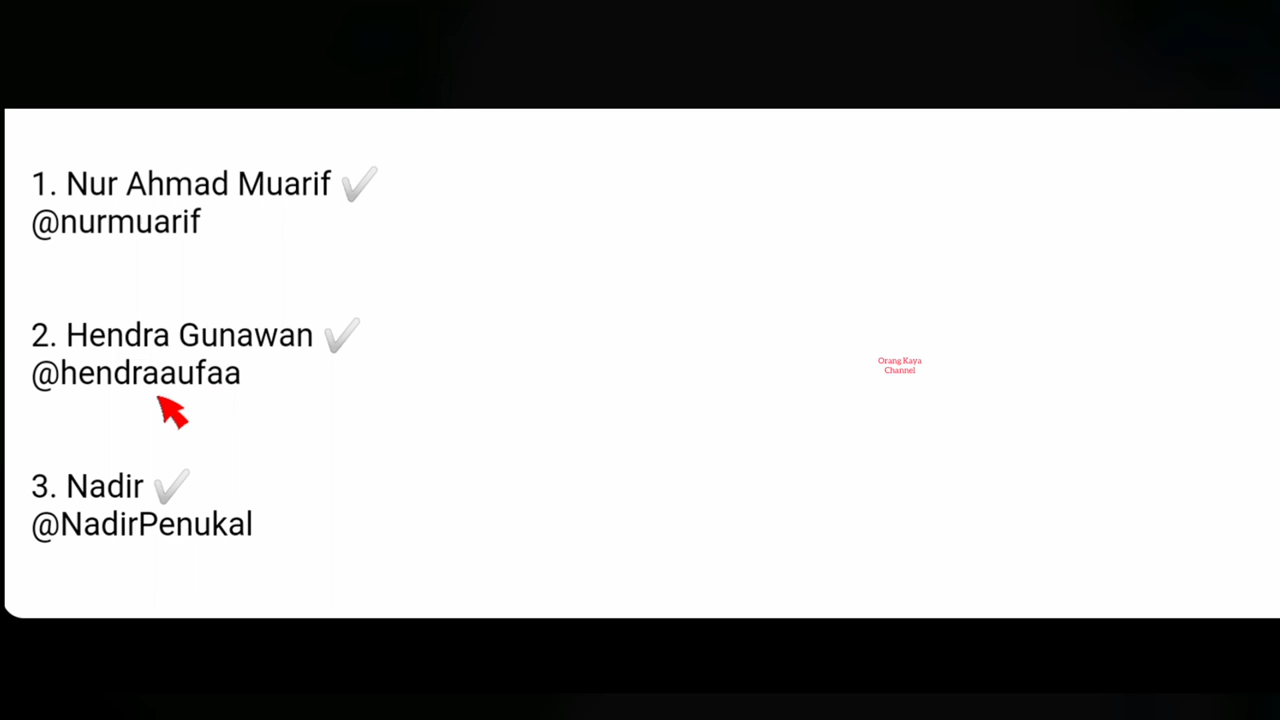 1. Nur Ahmad Muarif ✔
@nurmuarif
2. Hendra Gunawan ✔
@hendraaufaa
Orang Kaya
Channel
3. Nadir ✔
@NadirPenukal